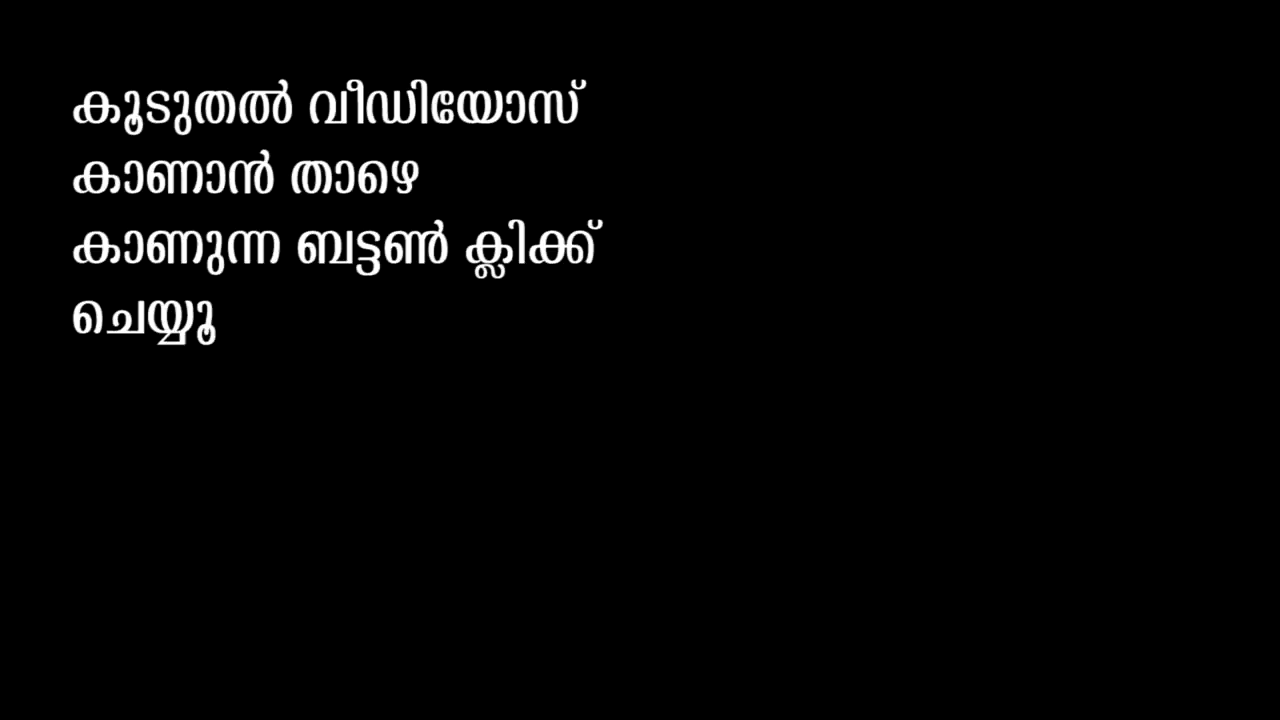 കൂടുതൽ വീഡിയോസ്
കാണാൻ താഴെ
കാണുന്ന ബട്ടൺ ക്ലിക്ക്
ചെയ്യൂ